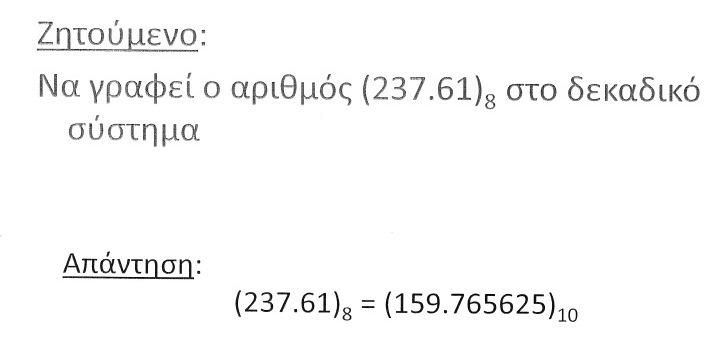 Ζητούμενο:
Να γραφεί ο αριθμός (237.61)₈ στο δεκαδικό
σύστημα
Απάντηση:
(237.61)₈ = (159.765625)₁₀